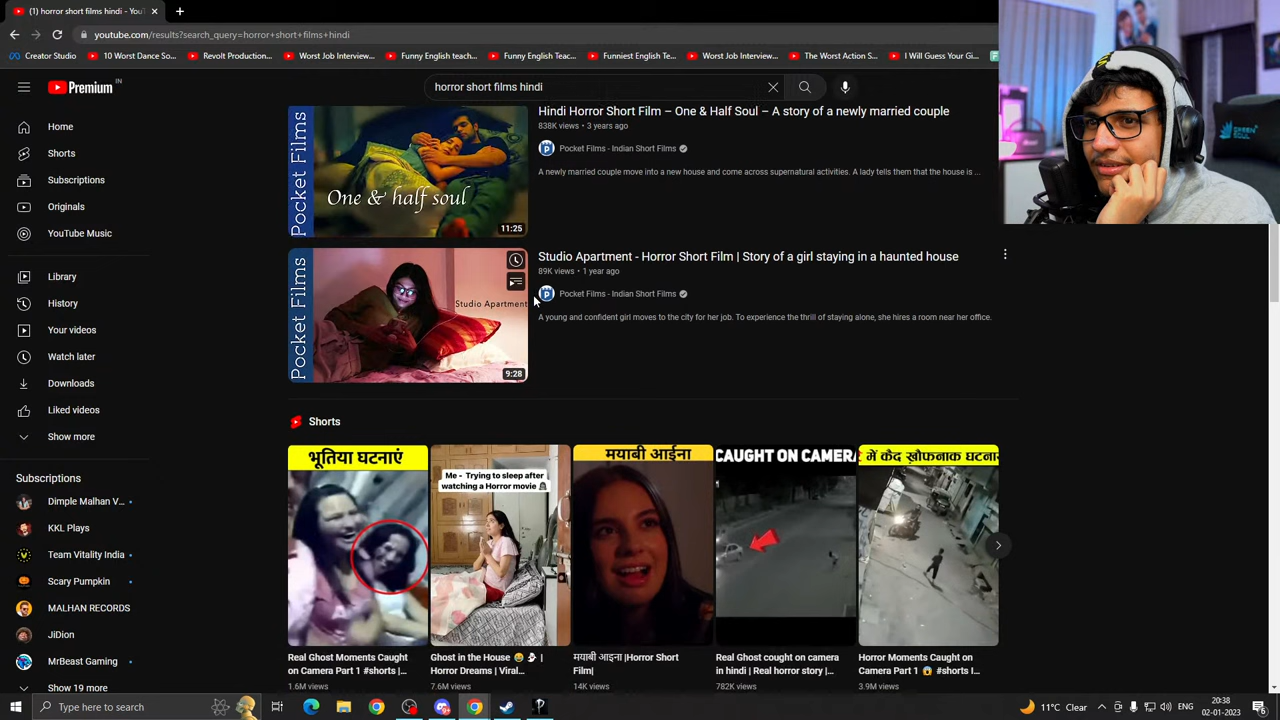 (1) horror short films hindi - You
youtube.com/results?search_query=horror+short+films+hindi
Creator Studio
10 Worst Dance So...
Revolt Production...
Worst Job Interview...
Funny English teach...
Funny English Teac...
Funniest English Te...
Worst Job Interview...
The Worst Action S...
I Will Guess Your Gi...
Premium IN
horror short films hindi
Home
Shorts
Subscriptions
Originals
YouTube Music
Library
History
Your videos
Watch later
Downloads
Liked videos
Show more
Subscriptions
Dimple Malhan V...
KKL Plays
Team Vitality India
Scary Pumpkin
MALHAN RECORDS
JiDion
MrBeast Gaming
Show 19 more
Pocket Films
One & half soul
11:25
Hindi Horror Short Film – One & Half Soul – A story of a newly married couple
838K views • 3 years ago
Pocket Films - Indian Short Films
A newly married couple move into a new house and come across supernatural activities. A lady tells them that the house is ...
Pocket Films
Studio Apartment
9:28
Studio Apartment - Horror Short Film | Story of a girl staying in a haunted house
89K views • 1 year ago
Pocket Films - Indian Short Films
A young and confident girl moves to the city for her job. To experience the thrill of staying alone, she hires a room near her office.
Shorts
भूतिया घटनाएं
Real Ghost Moments Caught
on Camera Part 1 #shorts |...
1.6M views
Me - Trying to sleep after
watching a Horror movie
Ghost in the House 😂 👻 |
Horror Dreams | Viral...
7.6M views
मयाबी आईना
मयाबी आइना |Horror Short
Film|
14K views
CAUGHT ON CAMERA
Real Ghost cought on camera
in hindi | Real horror story |...
782K views
में कैद खौफनाक घटना
Horror Moments Caught on
Camera Part 1 😱 #shorts I...
3.9M views
Type here to search
11°C Clear
ENG
20:38
02-01-2023